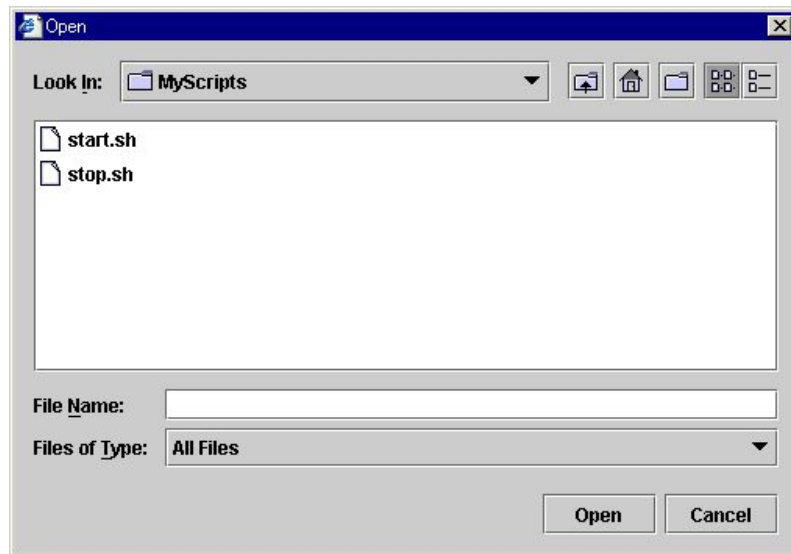 Open
Look In: MyScripts
start.sh
stop.sh
File Name:
Files of Type: All Files
Open Cancel